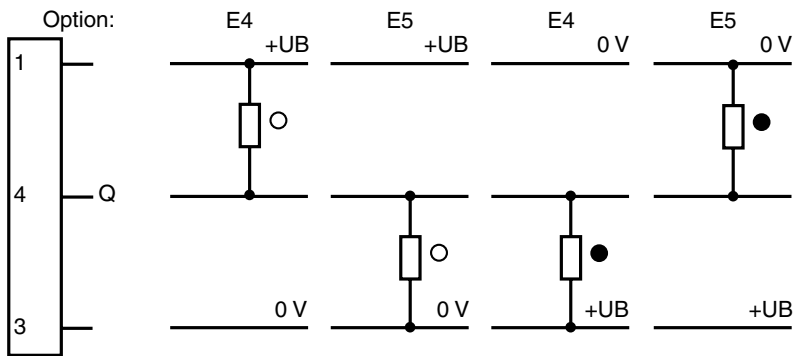 Option: E4 E5 E4 E5
+UB +UB 0 V 0 V
1
4 Q
3
0 V 0 V +UB +UB